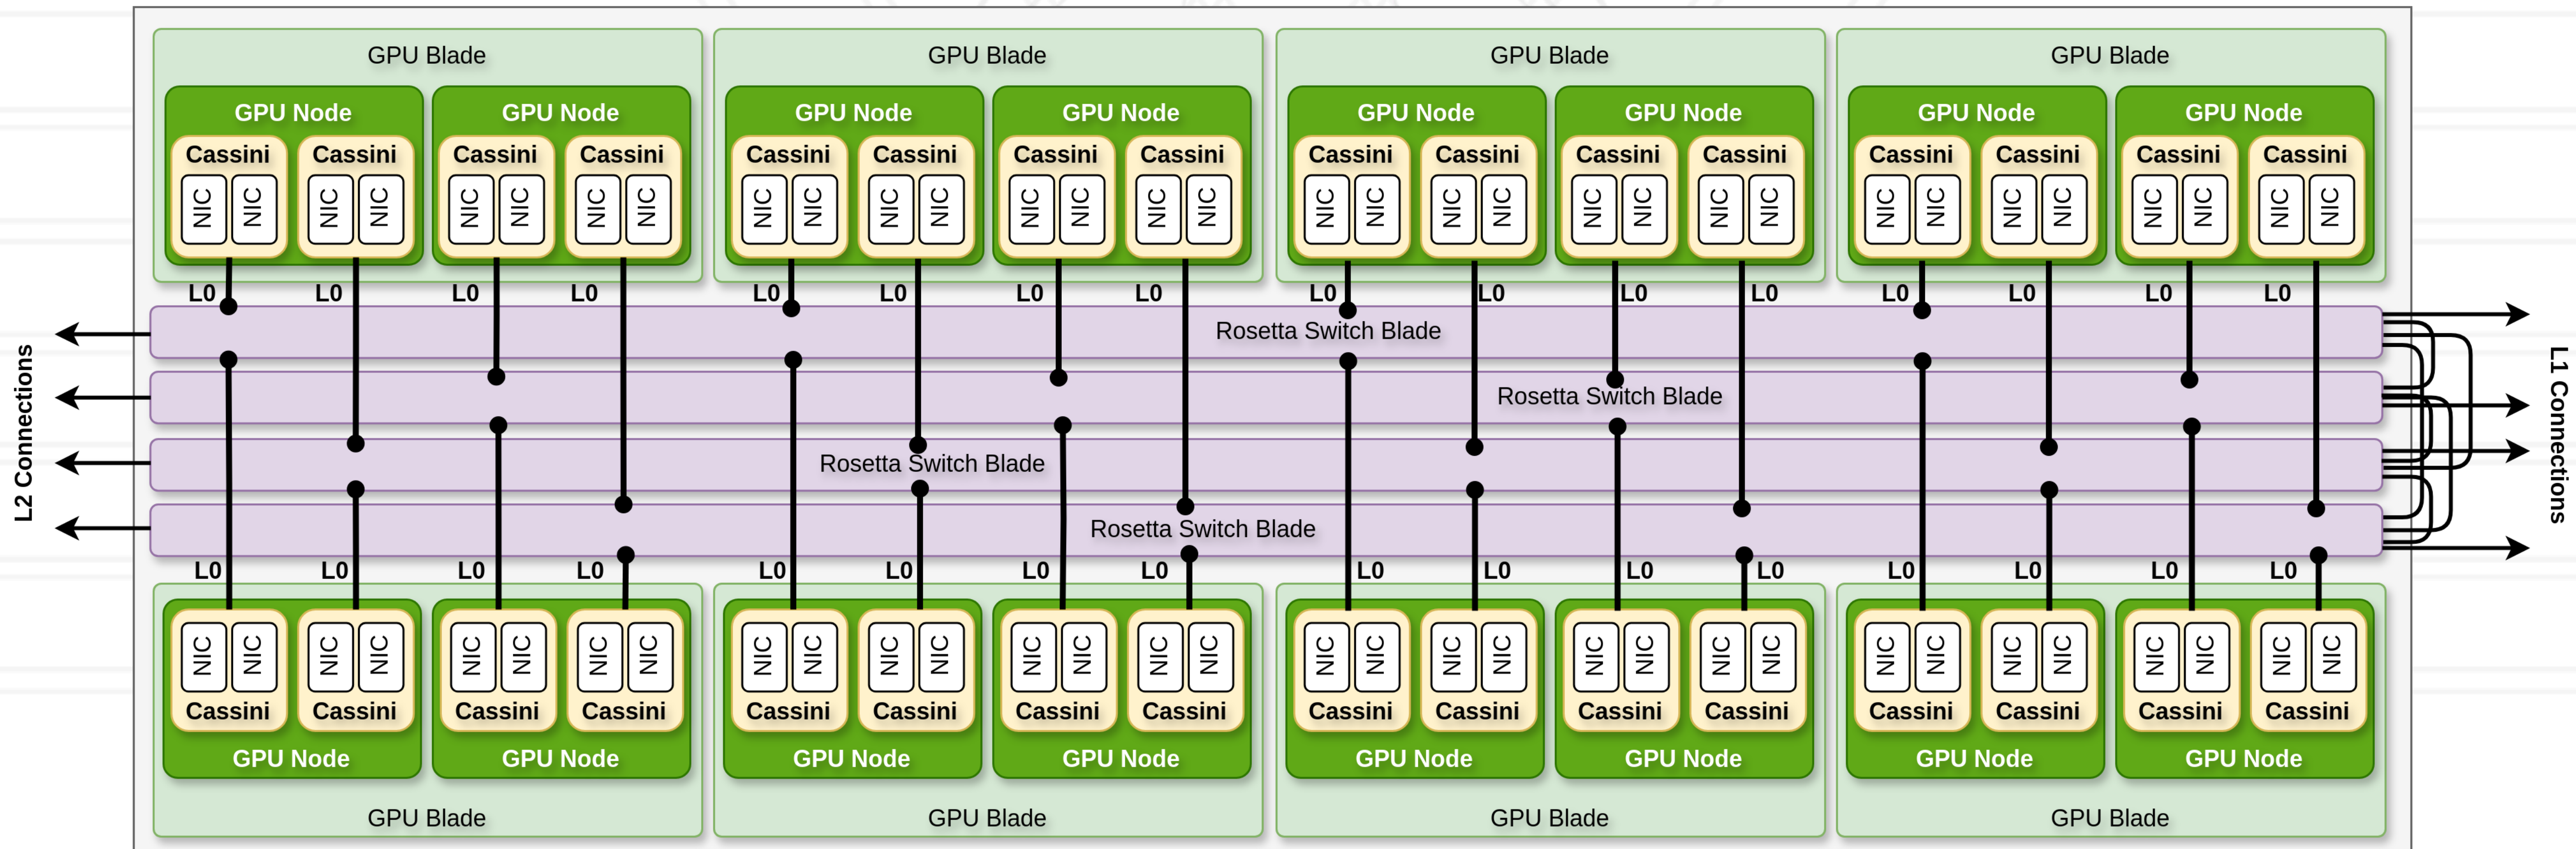 GPU Blade GPU Blade GPU Blade GPU Blade
GPU Node GPU Node GPU Node GPU Node GPU Node GPU Node GPU Node GPU Node
Cassini Cassini Cassini Cassini Cassini Cassini Cassini Cassini Cassini Cassini Cassini Cassini Cassini Cassini Cassini Cassini
NIC NIC NIC NIC NIC NIC NIC NIC NIC NIC NIC NIC NIC NIC NIC NIC NIC NIC NIC NIC NIC NIC NIC NIC NIC NIC NIC NIC NIC NIC NIC NIC
L0 L0 L0 L0 L0 L0 L0 L0 L0 L0 L0 L0 L0 L0 L0 L0
Rosetta Switch Blade
Rosetta Switch Blade
Rosetta Switch Blade
Rosetta Switch Blade
L2 Connections
L1 Connections
L0 L0 L0 L0 L0 L0 L0 L0 L0 L0 L0 L0 L0 L0 L0 L0
NIC NIC NIC NIC NIC NIC NIC NIC NIC NIC NIC NIC NIC NIC NIC NIC NIC NIC NIC NIC NIC NIC NIC NIC NIC NIC NIC NIC NIC NIC NIC NIC
Cassini Cassini Cassini Cassini Cassini Cassini Cassini Cassini Cassini Cassini Cassini Cassini Cassini Cassini Cassini Cassini
GPU Node GPU Node GPU Node GPU Node GPU Node GPU Node GPU Node GPU Node
GPU Blade GPU Blade GPU Blade GPU Blade